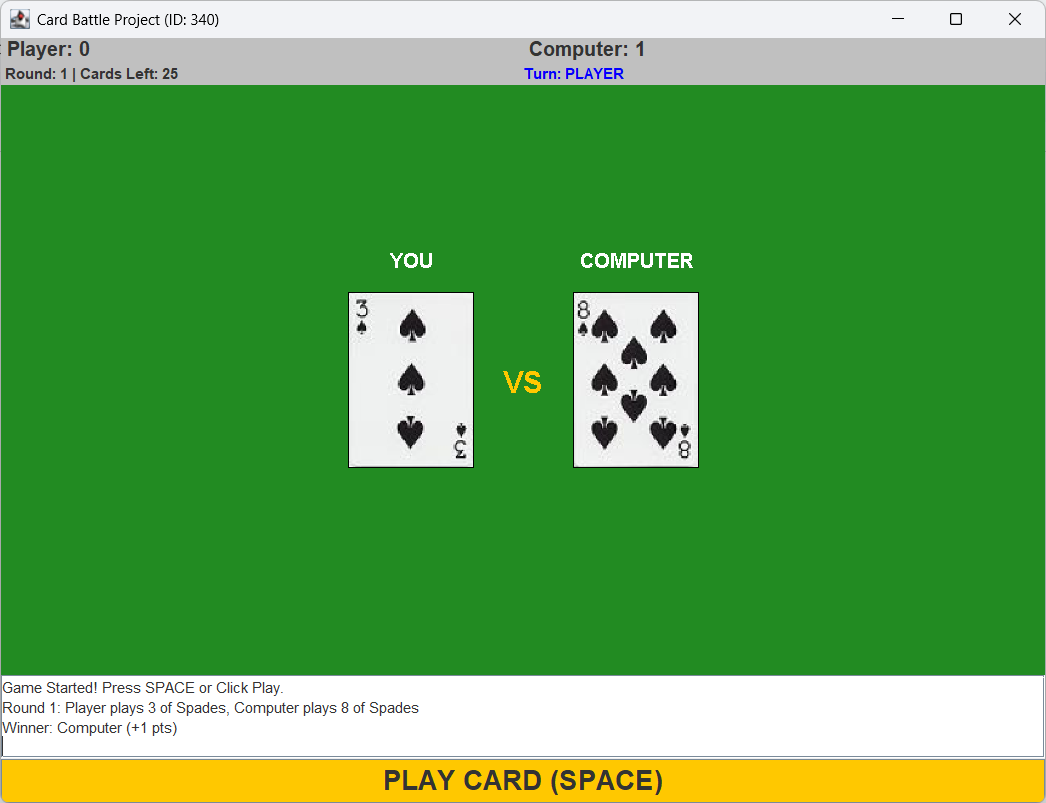 Card Battle Project (ID: 340)
Player: 0
Computer: 1
Round: 1 | Cards Left: 25
Turn: PLAYER
YOU
COMPUTER
3
8
VS
3
8
Game Started! Press SPACE or Click Play.
Round 1: Player plays 3 of Spades, Computer plays 8 of Spades
Winner: Computer (+1 pts)
PLAY CARD (SPACE)